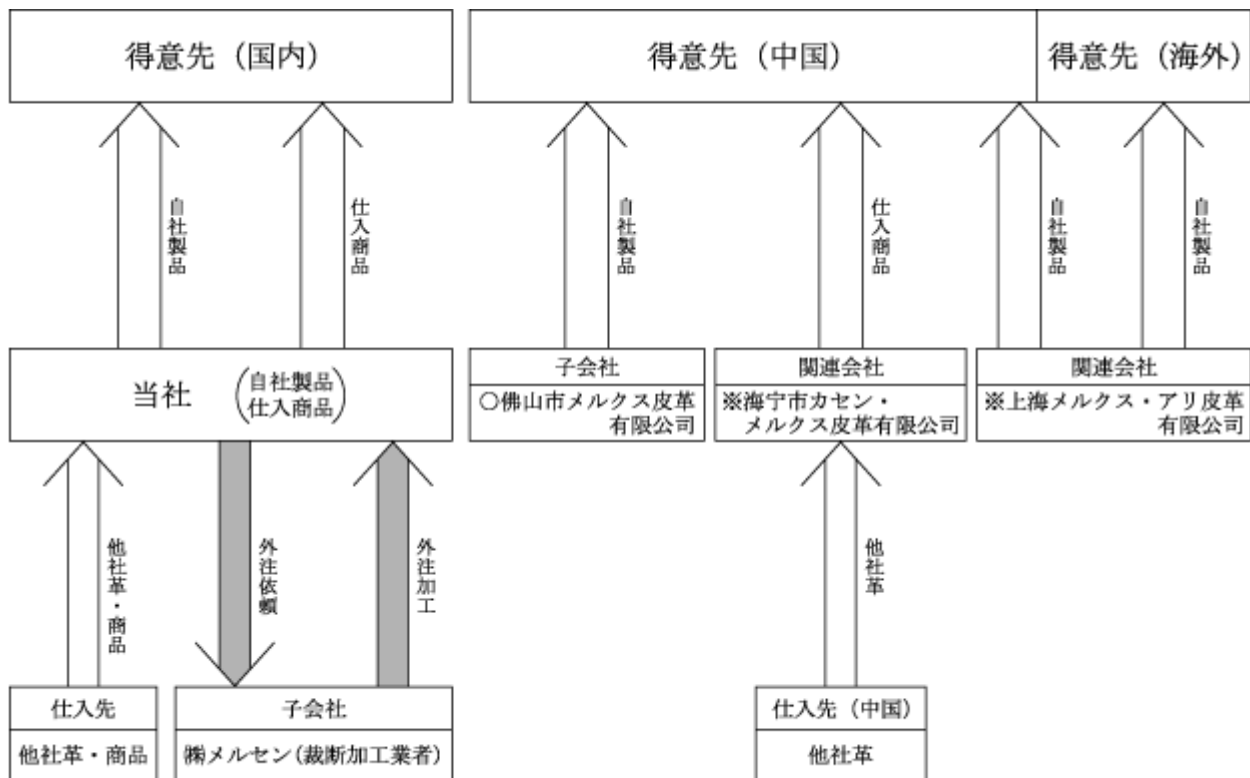 得意先（国内）
得意先（中国）
得意先（海外）
自社製品
仕入商品
自社製品
仕入商品
自社製品
自社製品
当社
自社製品
仕入商品
子会社
○佛山市メルクス皮革
有限公司
関連会社
※海宁市カセン・
メルクス皮革有限公司
関連会社
※上海メルクス・アリ皮革
有限公司
他社革・商品
外注依頼
外注加工
他社革
仕入先
他社革・商品
子会社
㈱メルセン（裁断加工業者）
仕入先（中国）
他社革